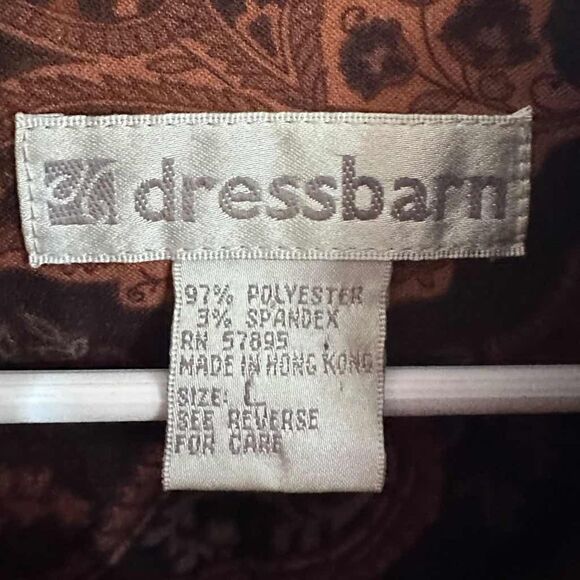 dressbarn
97% POLYESTER
3% SPANDEX
RN 57895
MADE IN HONG KONG
SIZE: L
SEE REVERSE
FOR CARE